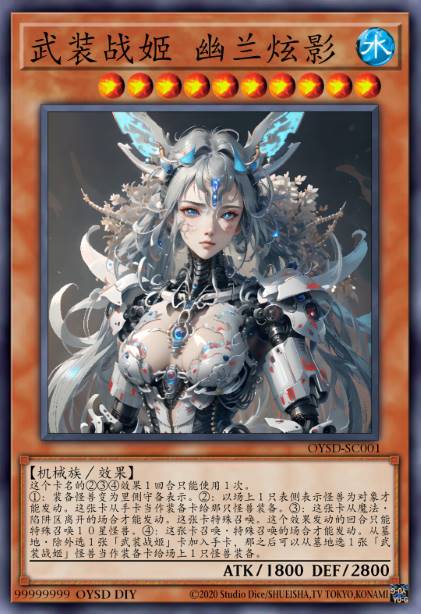 武装战姬 幽兰炫影
水
OYSD-SC001
【机械族/效果】
这个卡名的②③④效果1回合只能使用1次。
①：装备怪兽变为里侧守备表示。②：以场上1只表侧表示怪兽为对象才
能发动。这张卡从手卡当作装备卡给那只怪兽装备。③：这张卡从魔法·
陷阱区离开的场合才能发动。这张卡特殊召唤。这个效果发动的回合只能
特殊召唤10星怪兽。④：这张卡召唤·特殊召唤的场合才能发动。从墓
地·除外选1张「武装战姬」卡加入手卡，那之后可以从墓地选1张「武
装战姬」怪兽当作装备卡给场上1只怪兽装备。
ATK/1800 DEF/2800
99999999 OYSD DIY ©2020 Studio Dice/SHUEISHA,TV TOKYO,KONAMI